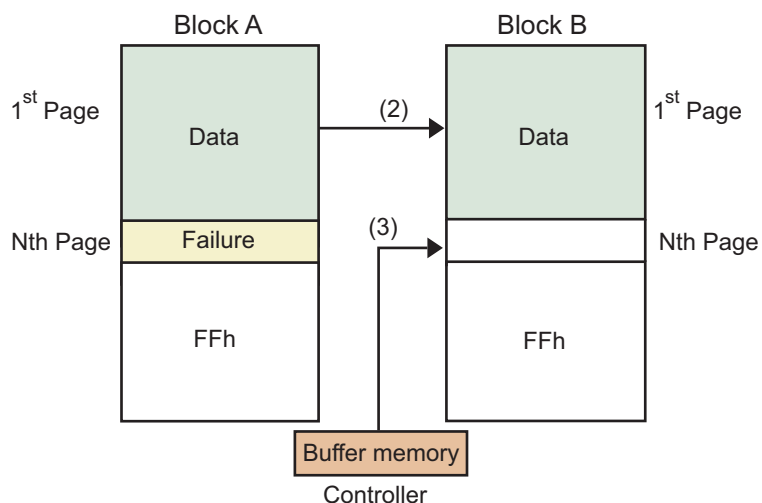 Block A
Block B
1st Page
(2)
1st Page
Data
Data
Nth Page
Failure
(3)
Nth Page
FFh
FFh
Buffer memory
Controller